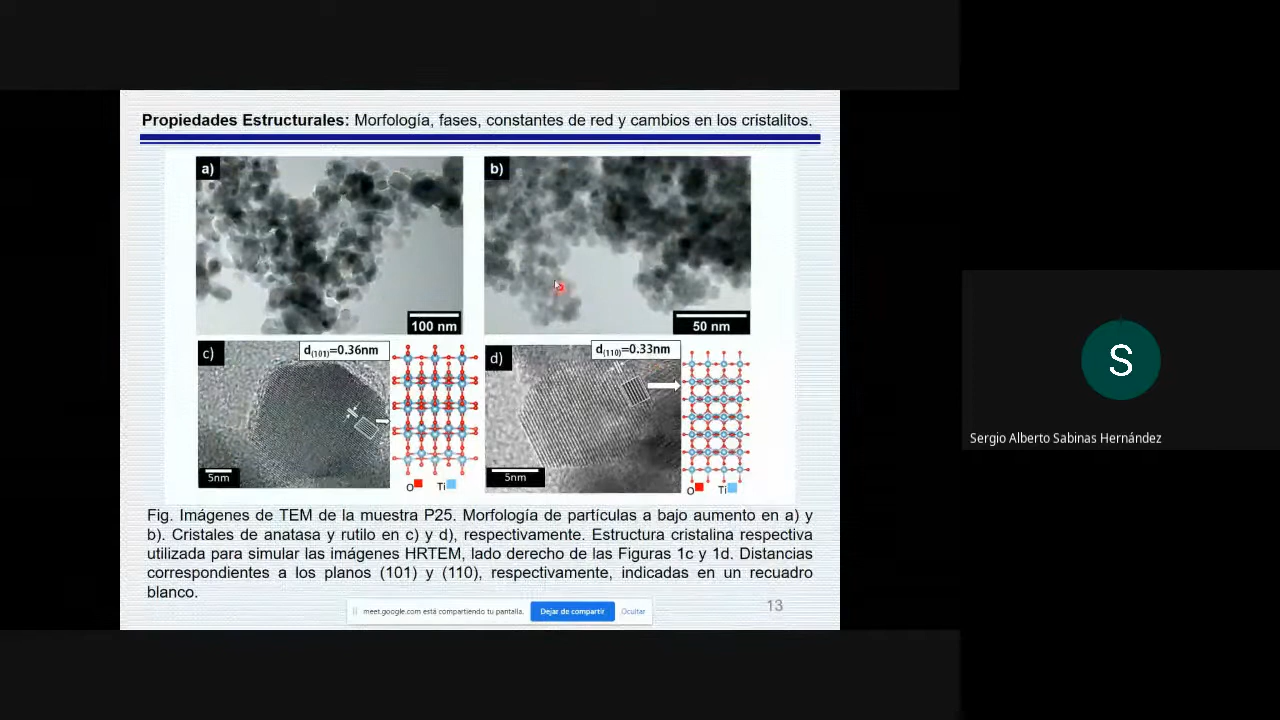 Propiedades Estructurales: Morfología, fases, constantes de red y cambios en los cristalitos.
a)
b)
100 nm
50 nm
c)
d(101)=0.36nm
d)
d(110)=0.33nm
5nm
O Ti
5nm
O Ti
Fig. Imágenes de TEM de la muestra P25. Morfología de partículas a bajo aumento en a) y
b). Cristales de anatasa y rutilo en c) y d), respectivamente. Estructura cristalina respectiva
utilizada para simular las imágenes HRTEM, lado derecho de las Figuras 1c y 1d. Distancias
correspondientes a los planos (101) y (110), respectivamente, indicadas en un recuadro
blanco.
meet.google.com está compartiendo tu pantalla.
Dejar de compartir
Ocultar
13
S
Sergio Alberto Sabinas Hernández